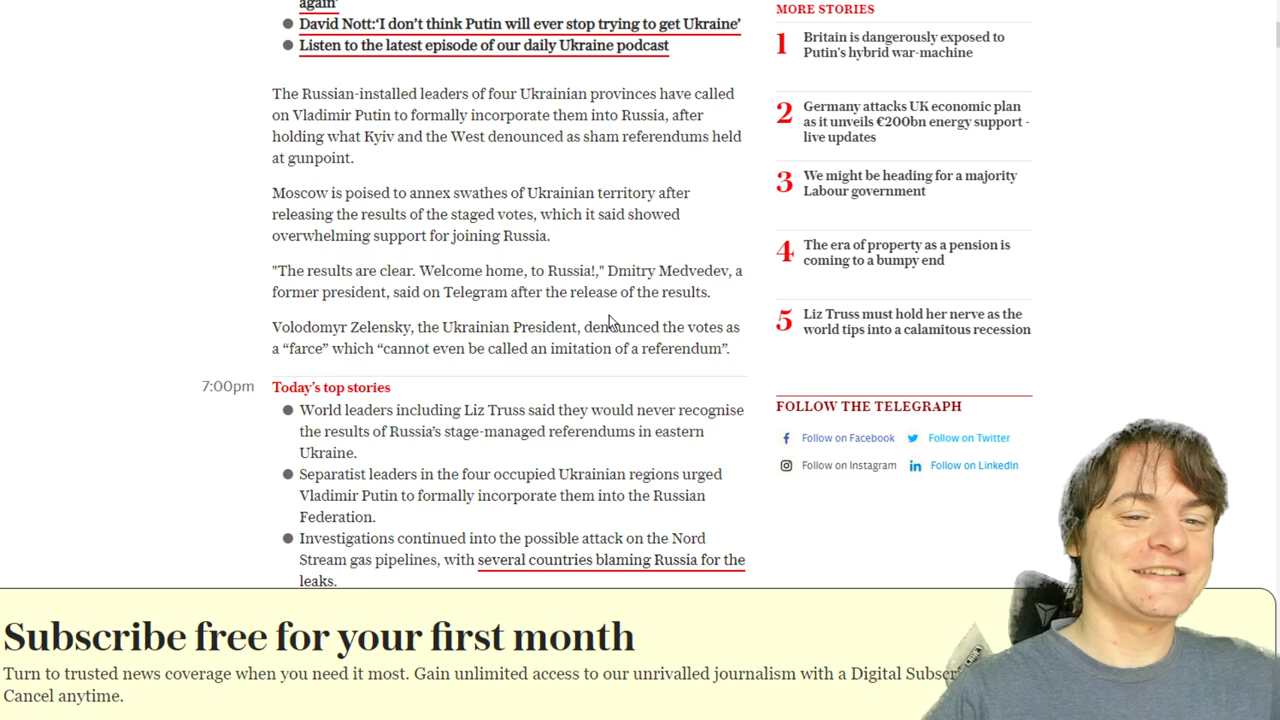 again'
David Nott:‘I don’t think Putin will ever stop trying to get Ukraine’
Listen to the latest episode of our daily Ukraine podcast
The Russian-installed leaders of four Ukrainian provinces have called
on Vladimir Putin to formally incorporate them into Russia, after
holding what Kyiv and the West denounced as sham referendums held
at gunpoint.
Moscow is poised to annex swathes of Ukrainian territory after
releasing the results of the staged votes, which it said showed
overwhelming support for joining Russia.
"The results are clear. Welcome home, to Russia!," Dmitry Medvedev, a
former president, said on Telegram after the release of the results.
Volodomyr Zelensky, the Ukrainian President, denounced the votes as
a “farce” which “cannot even be called an imitation of a referendum”.
7:00pm
Today’s top stories
World leaders including Liz Truss said they would never recognise
the results of Russia’s stage-managed referendums in eastern
Ukraine.
Separatist leaders in the four occupied Ukrainian regions urged
Vladimir Putin to formally incorporate them into the Russian
Federation.
Investigations continued into the possible attack on the Nord
Stream gas pipelines, with several countries blaming Russia for the
leaks.
MORE STORIES
1 Britain is dangerously exposed to
Putin's hybrid war-machine
2 Germany attacks UK economic plan
as it unveils €200bn energy support -
live updates
3 We might be heading for a majority
Labour government
4 The era of property as a pension is
coming to a bumpy end
5 Liz Truss must hold her nerve as the
world tips into a calamitous recession
FOLLOW THE TELEGRAPH
Follow on Facebook
Follow on Twitter
Follow on Instagram
Follow on LinkedIn
Subscribe free for your first month
Turn to trusted news coverage when you need it most. Gain unlimited access to our unrivalled journalism with a Digital Subsc
Cancel anytime.